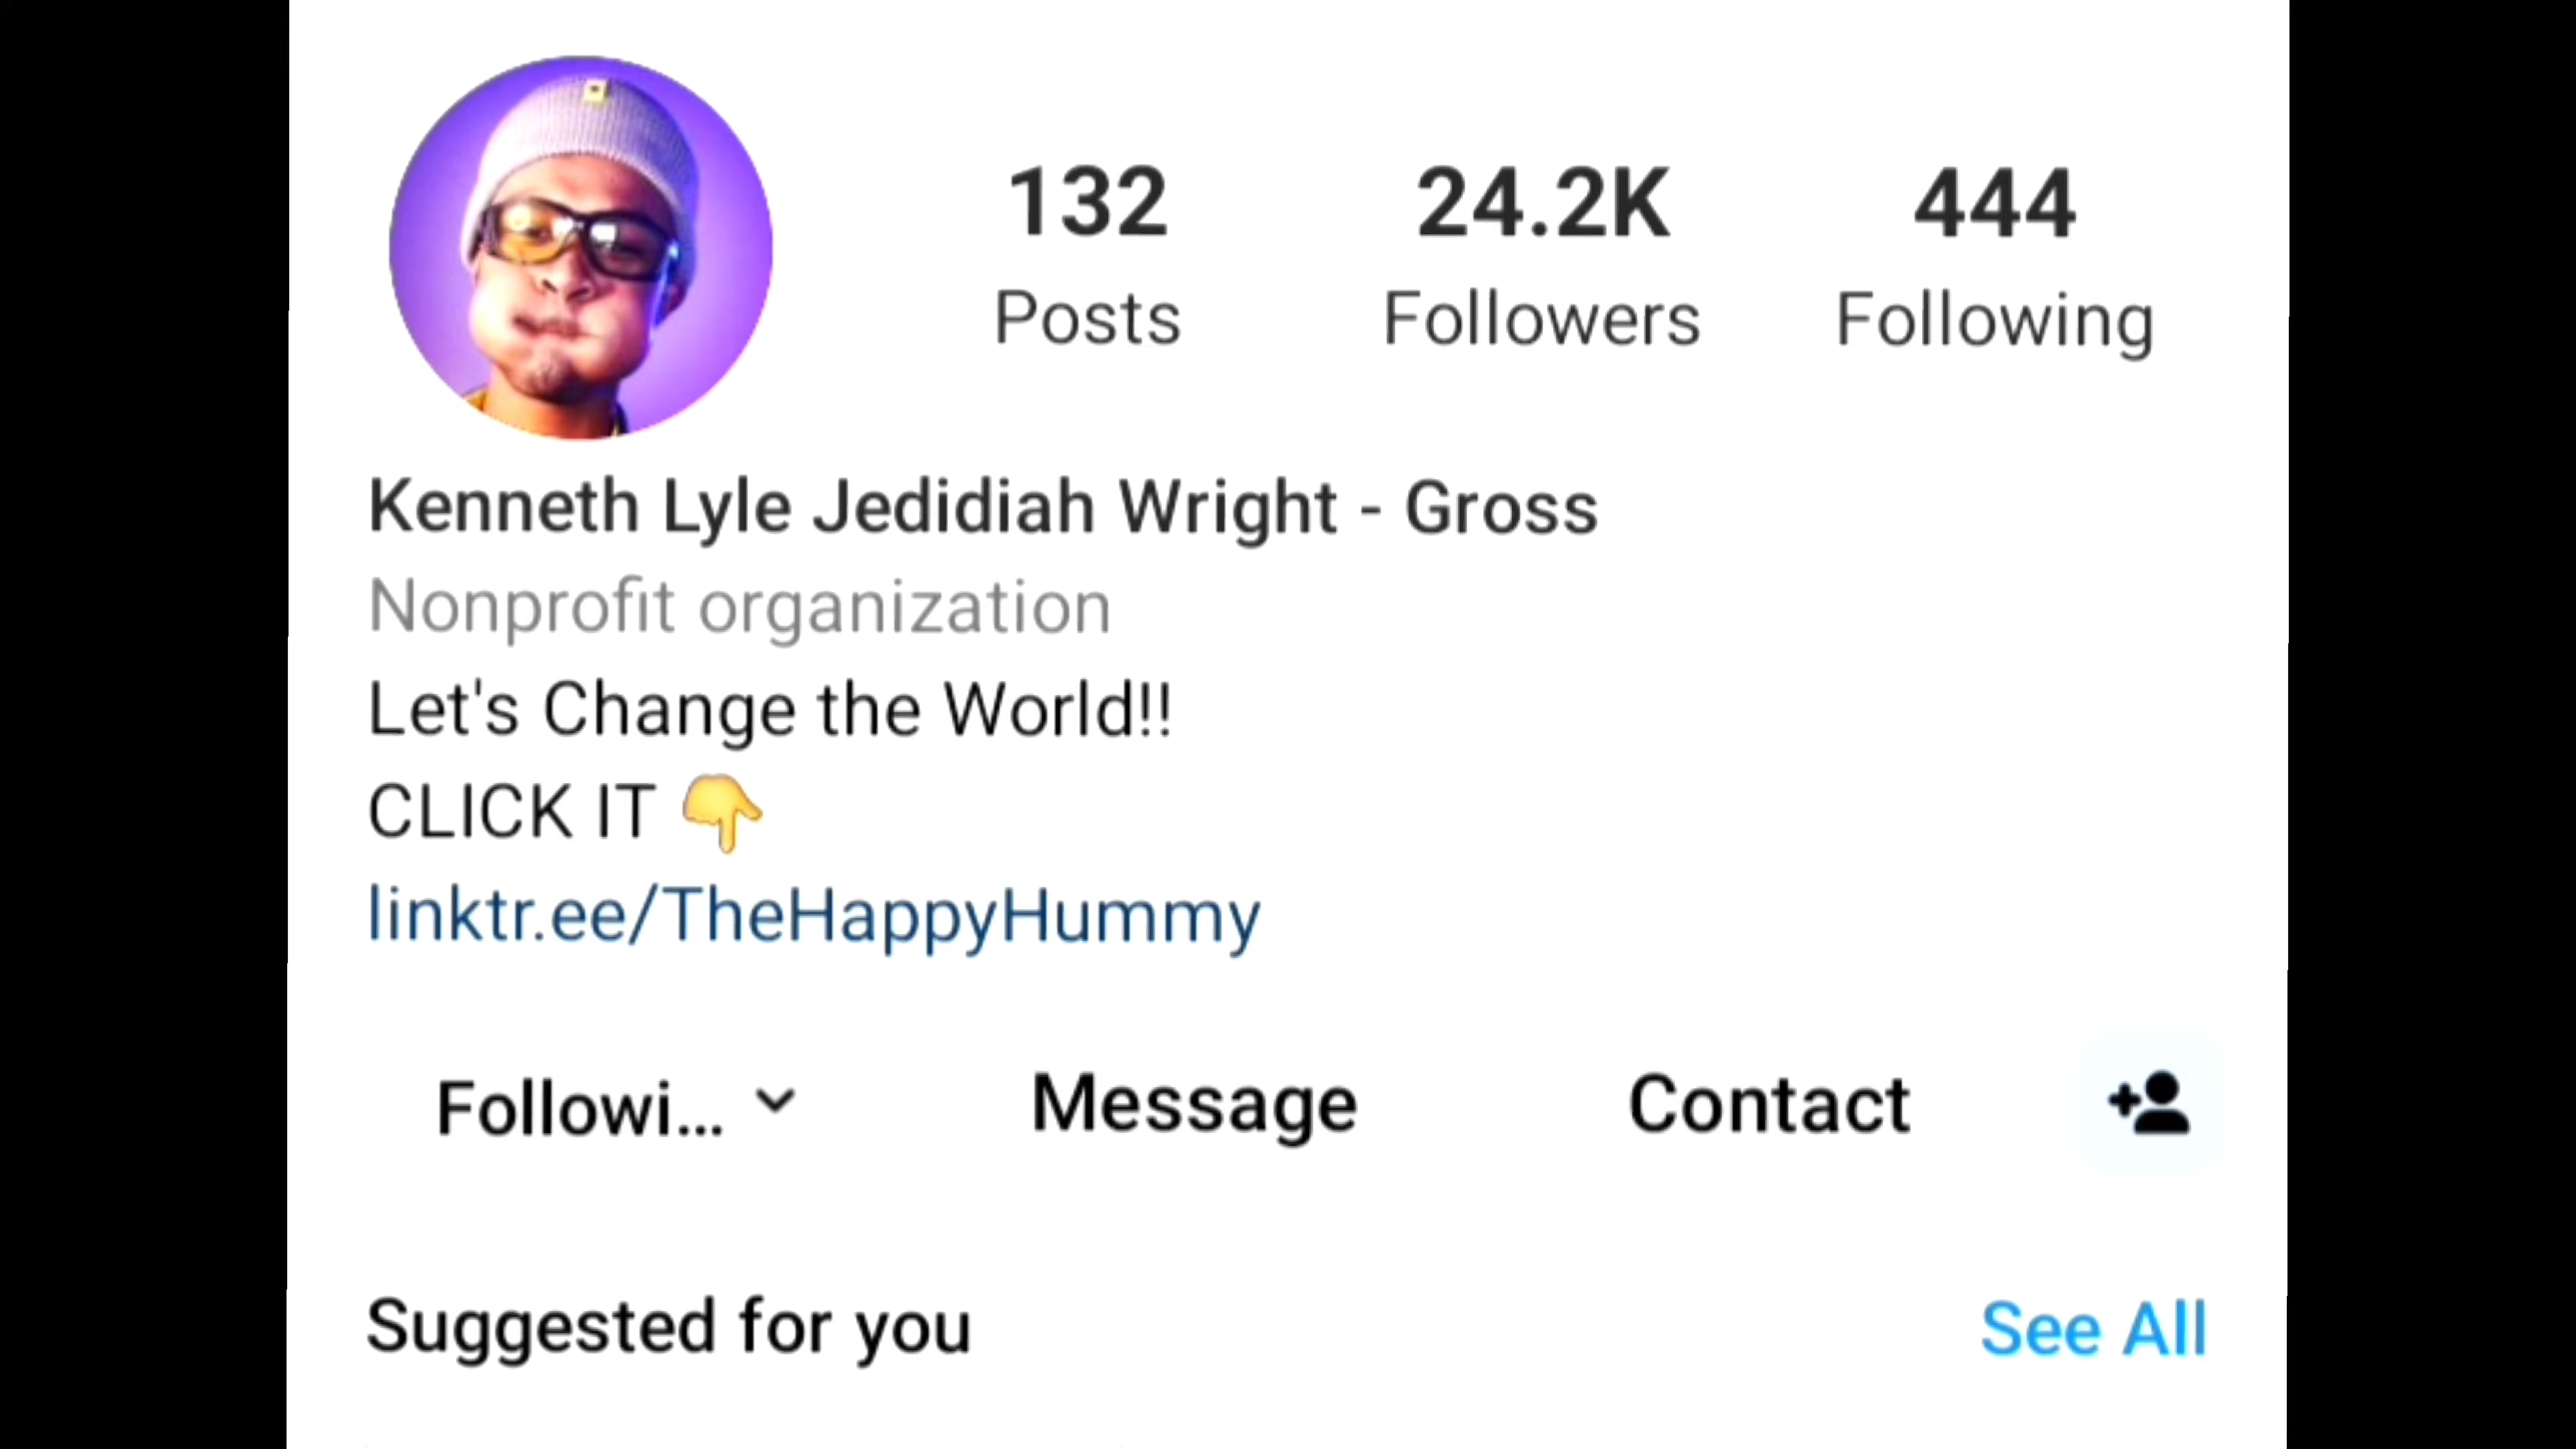 132 24.2K 444
Posts Followers Following
Kenneth Lyle Jedidiah Wright - Gross
Nonprofit organization
Let's Change the World!!
CLICK IT 👇
linktr.ee/TheHappyHummy
Followi... Message Contact
Suggested for you See All